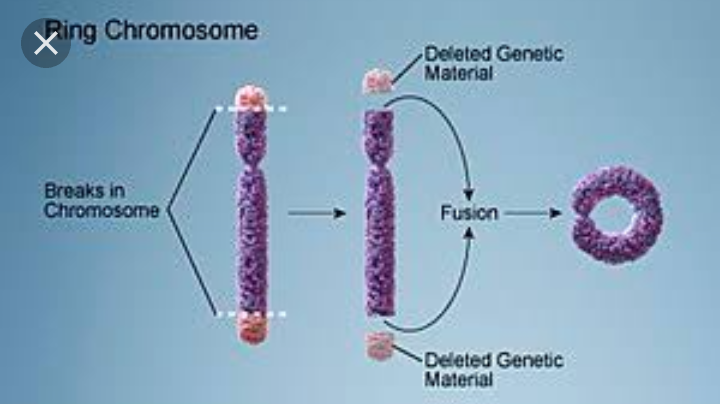 Ring Chromosome
Deleted Genetic
Material
Breaks in
Chromosome
Fusion
Deleted Genetic
Material